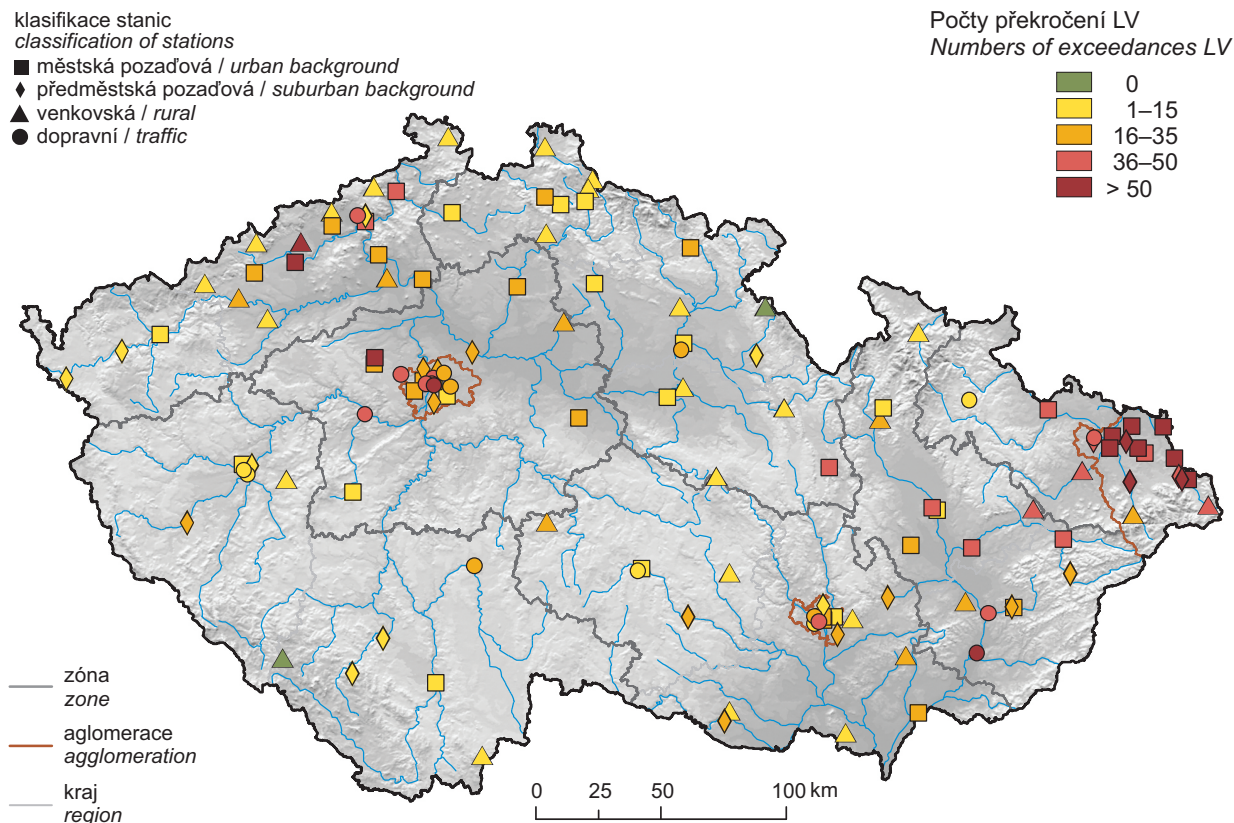 klasifikace stanic
classification of stations
městská pozaďová / urban background
předměstská pozaďová / suburban background
venkovská / rural
dopravní / traffic
Počty překročení LV
Numbers of exceedances LV
0
1–15
16–35
36–50
> 50
zóna
zone
aglomerace
agglomeration
kraj
region
0 25 50 100 km